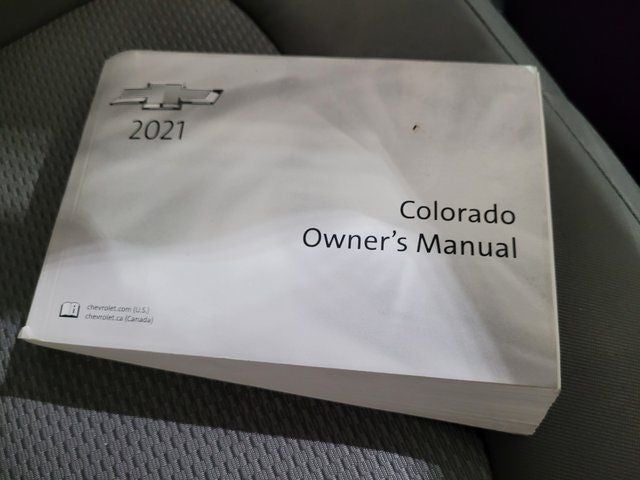 2021
Colorado
Owner's Manual
chevrolet.com (U.S.)
chevrolet.ca (Canada)